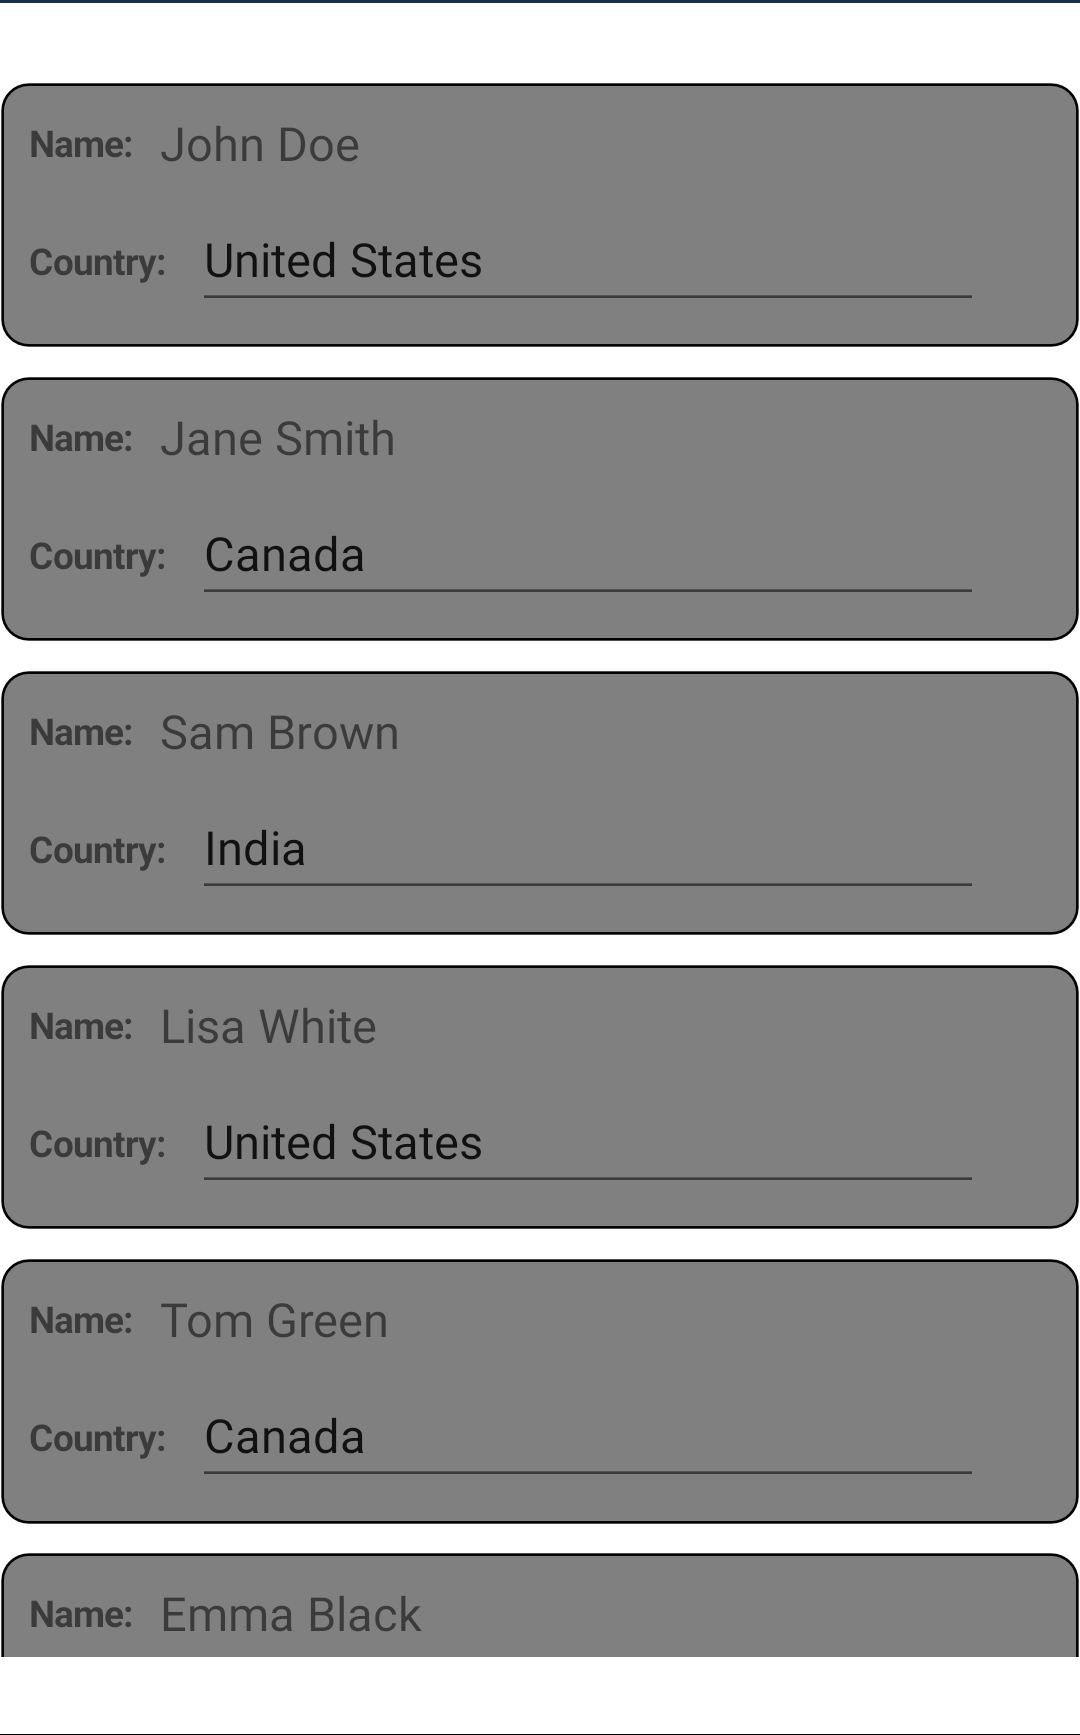 Name: John Doe
Country: United States
Name: Jane Smith
Country: Canada
Name: Sam Brown
Country: India
Name: Lisa White
Country: United States
Name: Tom Green
Country: Canada
Name: Emma Black